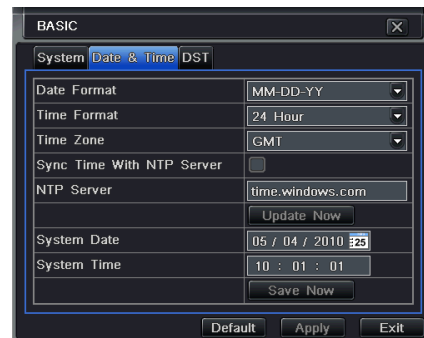 BASIC
System Date & Time DST
Date Format MM-DD-YY
Time Format 24 Hour
Time Zone GMT
Sync Time With NTP Server
NTP Server time.windows.com
Update Now
System Date 05 / 04 / 2010 25
System Time 10 : 01 : 01
Save Now
Default Apply Exit